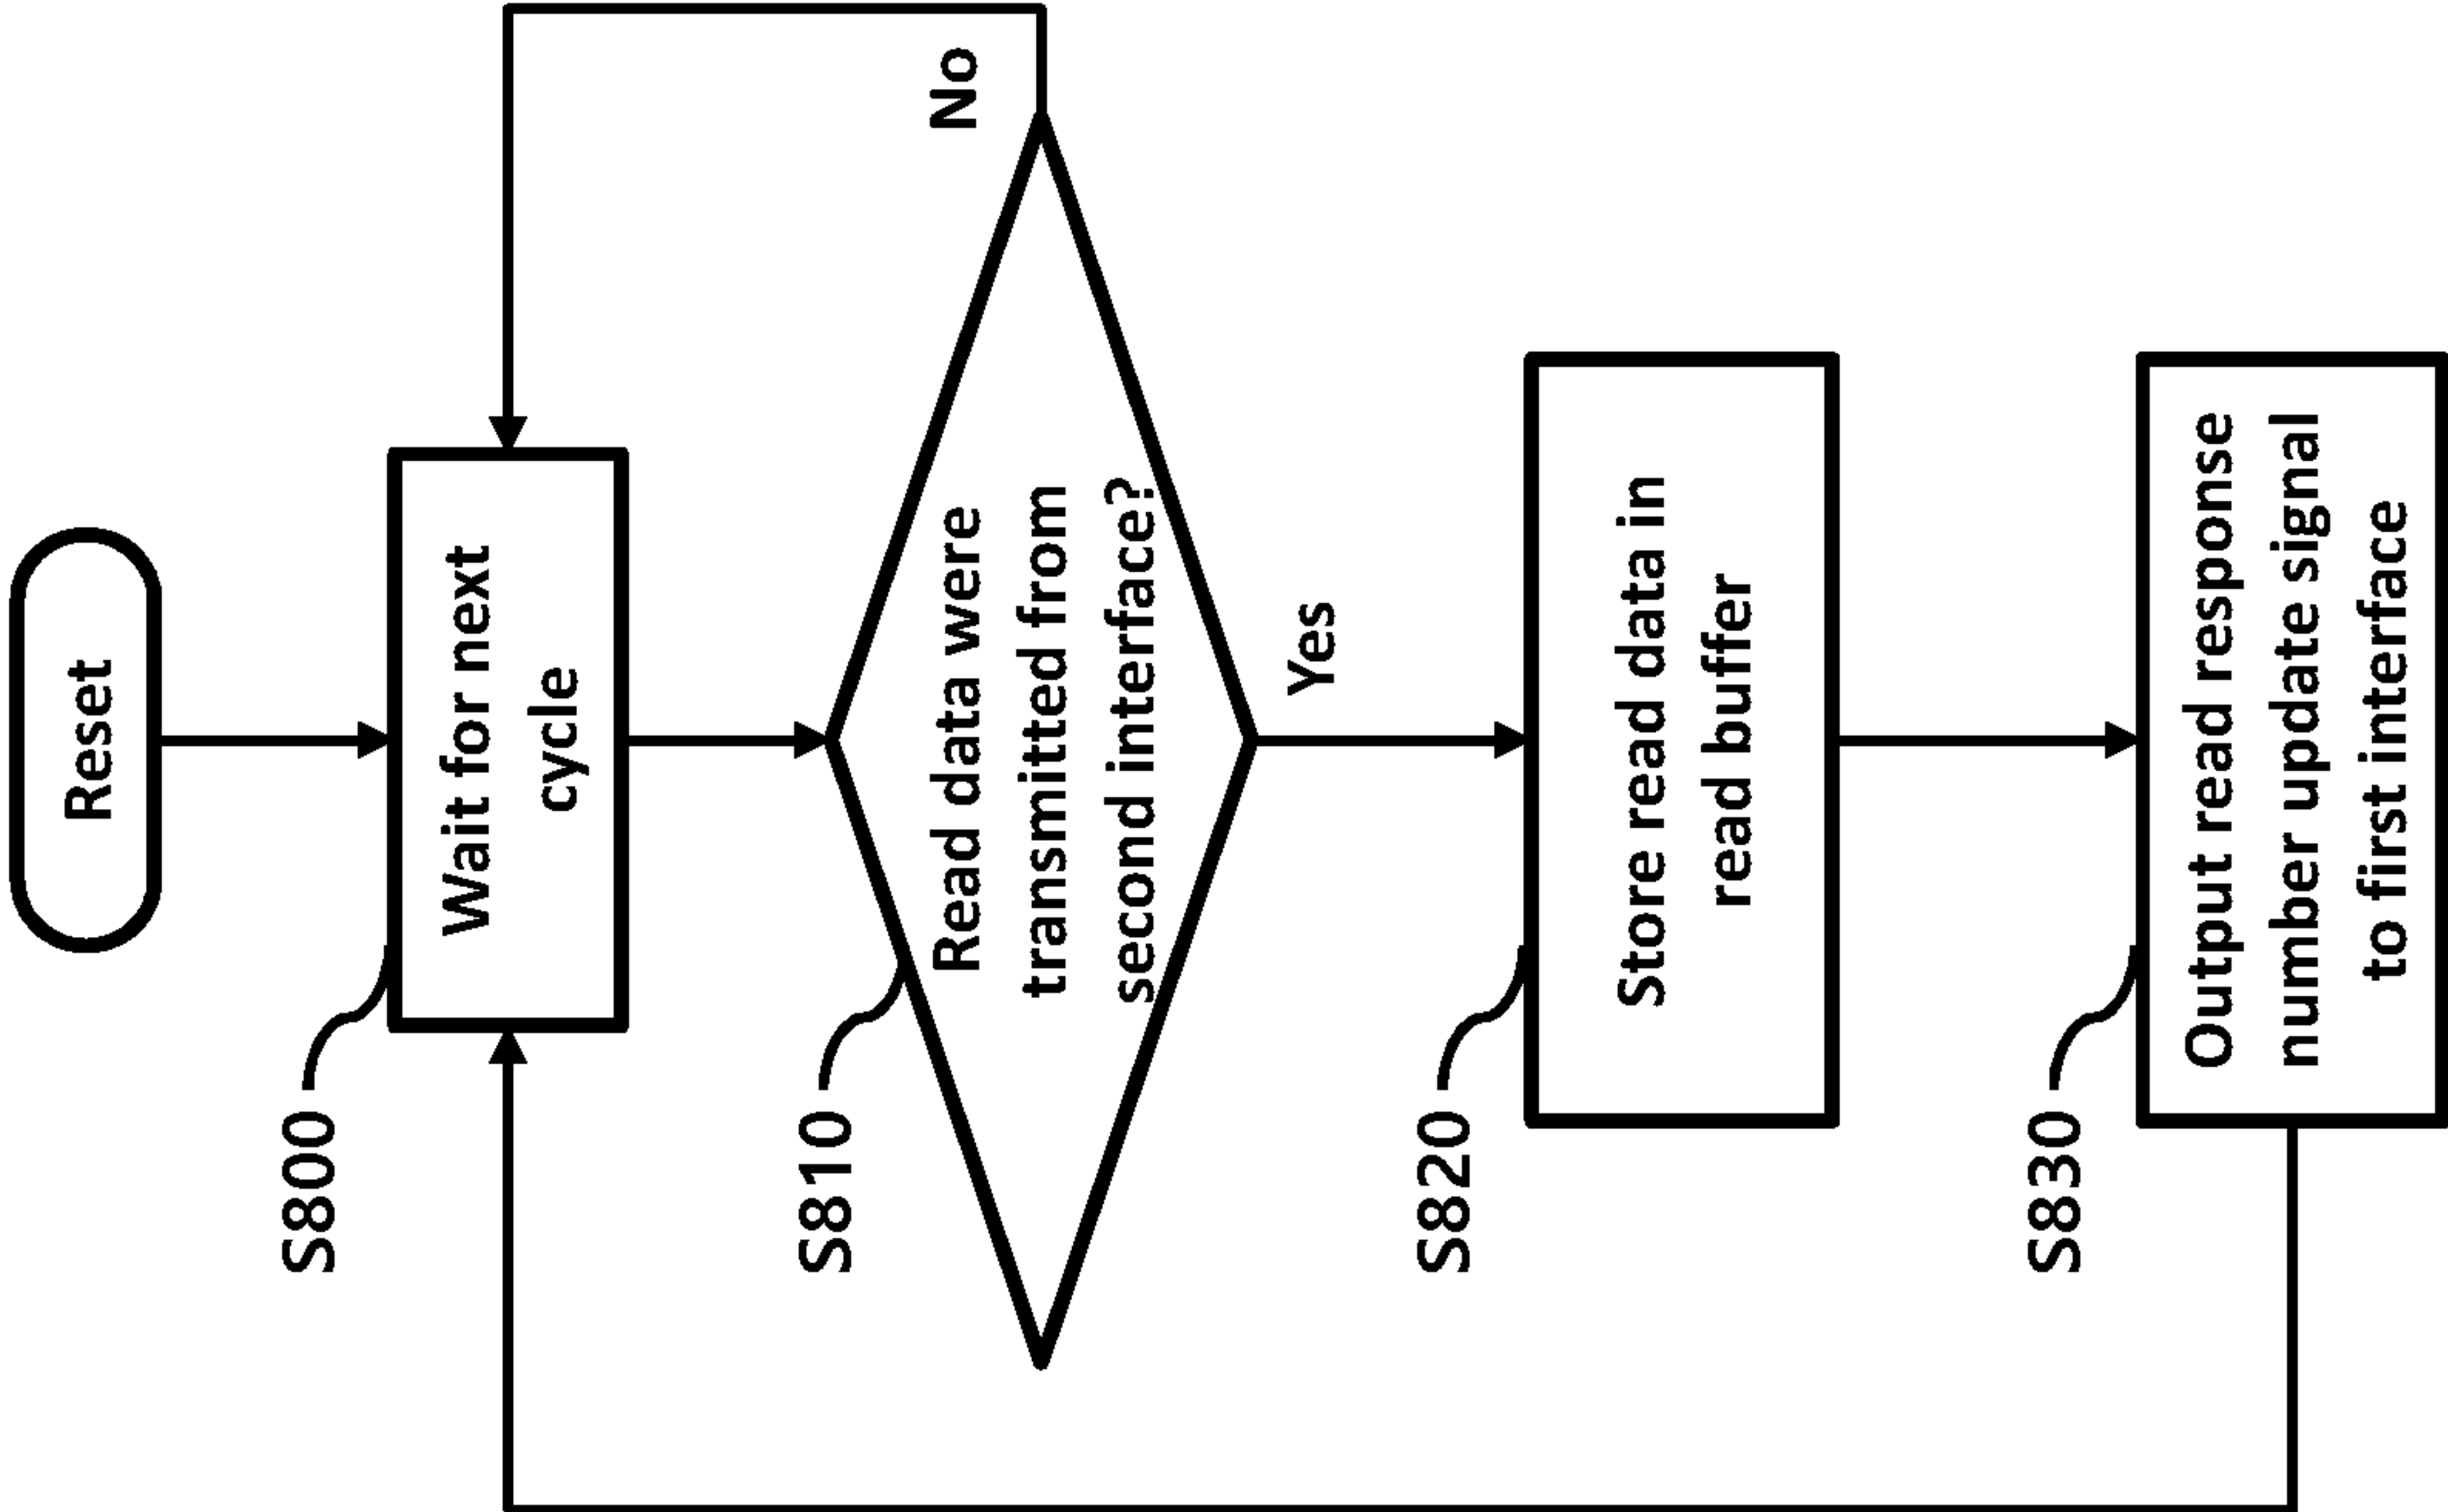 Reset
S800
Wait for next
cycle
S810
Read data were
transmitted from
second interface?
No
Yes
S820
Store read data in
read buffer
S830
Output read response
number update signal
to first interface